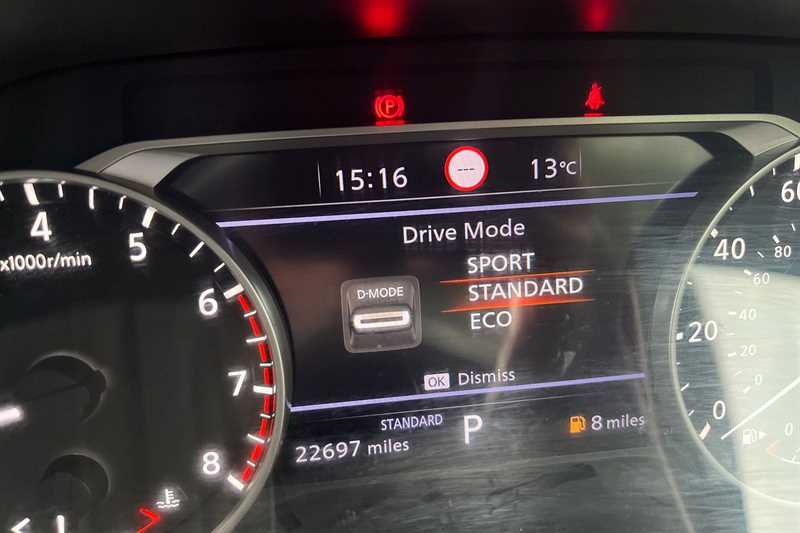 P
15:16
---
13°C
Drive Mode
SPORT
D-MODE
STANDARD
ECO
OK Dismiss
STANDARD
22697 miles
P
8 miles
4
5
x1000r/min
6
7
8
60
40
80
60
20
40
20
0
0